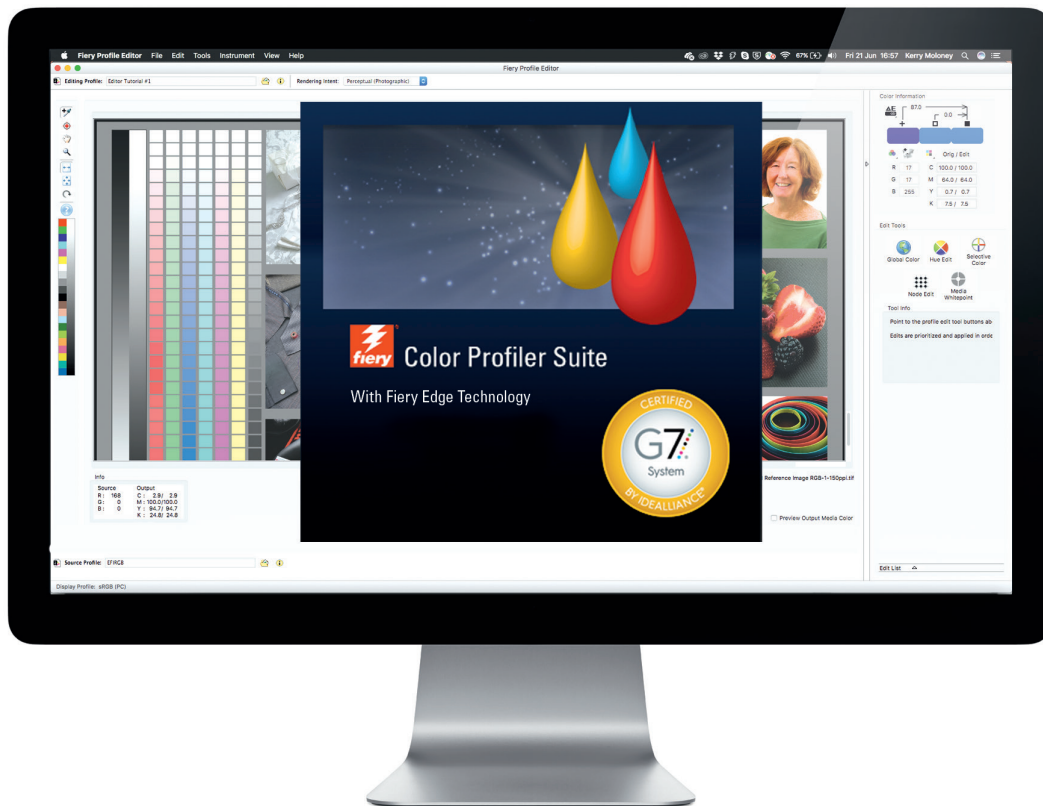 Fiery Profile Editor File Edit Tools Instrument View Help
67% Fri 21 Jun 16:57 Kerry Moloney
Fiery Profile Editor
Editing Profile: Editor Tutorial #1
Rendering Intent: Perceptual (Photographic)
Color Information
ΔE 87.0
0.0
Orig / Edit
R 17 C 100.0 / 100.0
G 17 M 64.0 / 64.0
B 255 Y 0.7 / 0.7
K 7.5 / 7.5
Edit Tools
Global Color Hue Edit Selective Color
Node Edit Media Whitepoint
Tool Info
Point to the profile edit tool buttons ab
Edits are prioritized and applied in orde
fiery® Color Profiler Suite
With Fiery Edge Technology
CERTIFIED
G7
System
BY IDEALLIANCE®
Info
Source Output
R: 168 C: 2.9/ 2.9
G: 0 M: 100.0/100.0
B: 0 Y: 94.7/ 94.7
K: 24.8/ 24.8
Reference Image RGB-1-150ppi.tif
Preview Output Media Color
Source Profile: EFIRGB
Edit List
Display Profile: sRGB (PC)